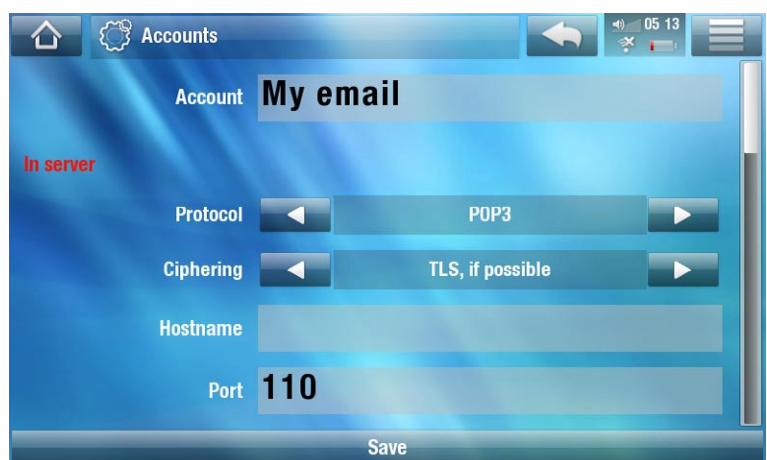 Accounts
05 13
Account My email
In server
Protocol POP3
Ciphering TLS, if possible
Hostname
Port 110
Save